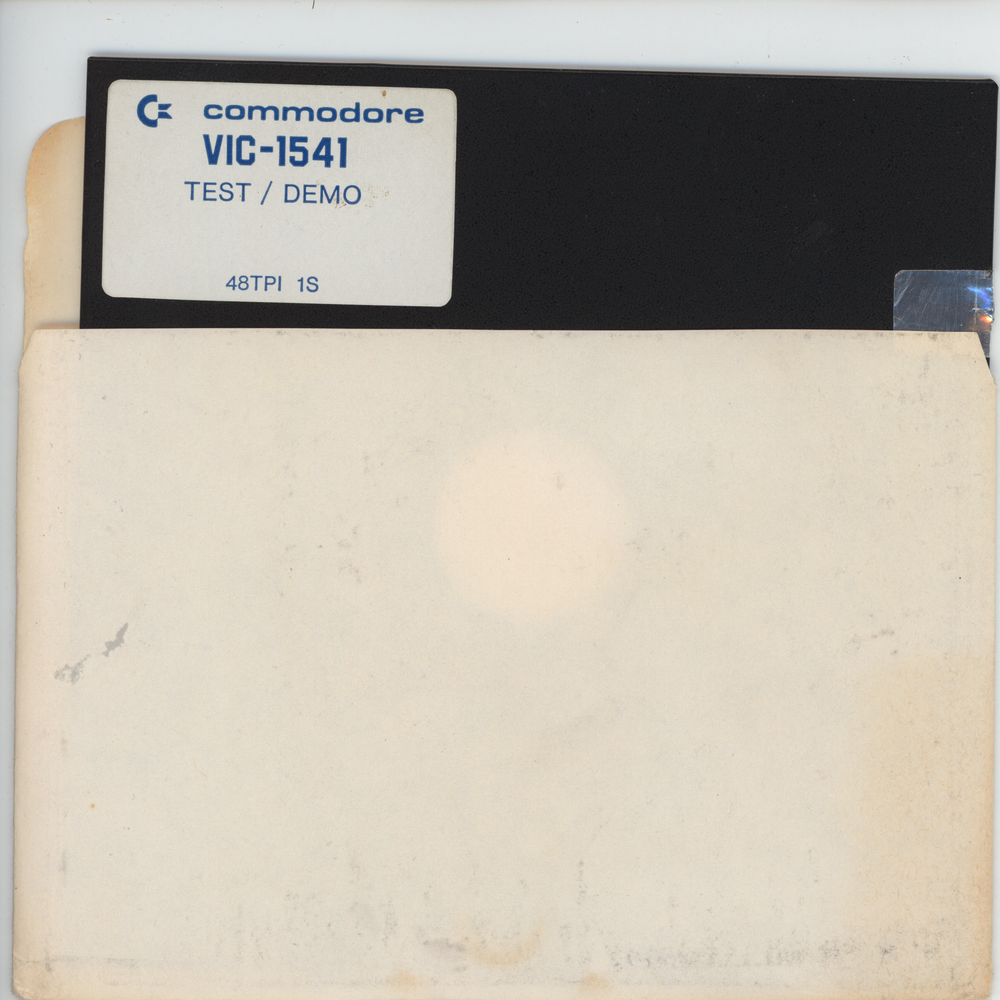 commodore
VIC-1541
TEST / DEMO
48TPI 1S